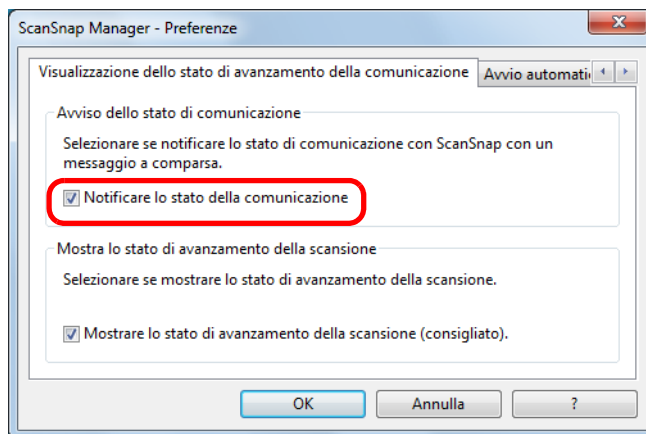 ScanSnap Manager - Preferenze
Visualizzazione dello stato di avanzamento della comunicazione
Avvio automati
Avviso dello stato di comunicazione
Selezionare se notificare lo stato di comunicazione con ScanSnap con un
messaggio a comparsa.
Notificare lo stato della comunicazione
Mostra lo stato di avanzamento della scansione
Selezionare se mostrare lo stato di avanzamento della scansione.
Mostrare lo stato di avanzamento della scansione (consigliato).
OK
Annulla
?